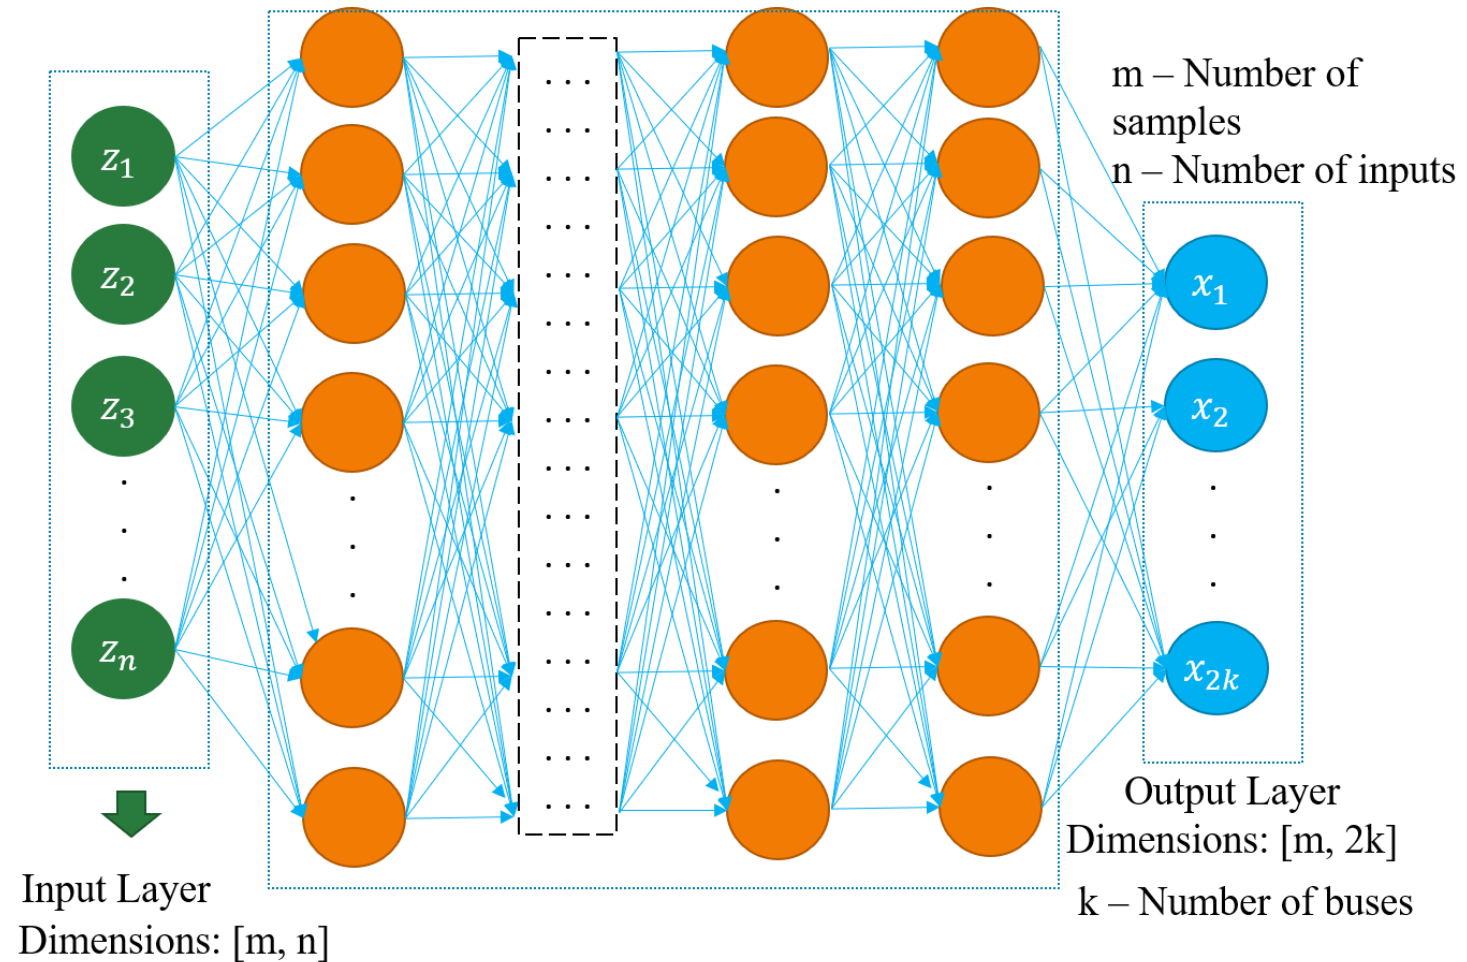 m – Number of
samples
n – Number of inputs
z₁
z₂
z₃
zₙ
x₁
x₂
x₂ₖ
Output Layer
Dimensions: [m, 2k]
k – Number of buses
Input Layer
Dimensions: [m, n]